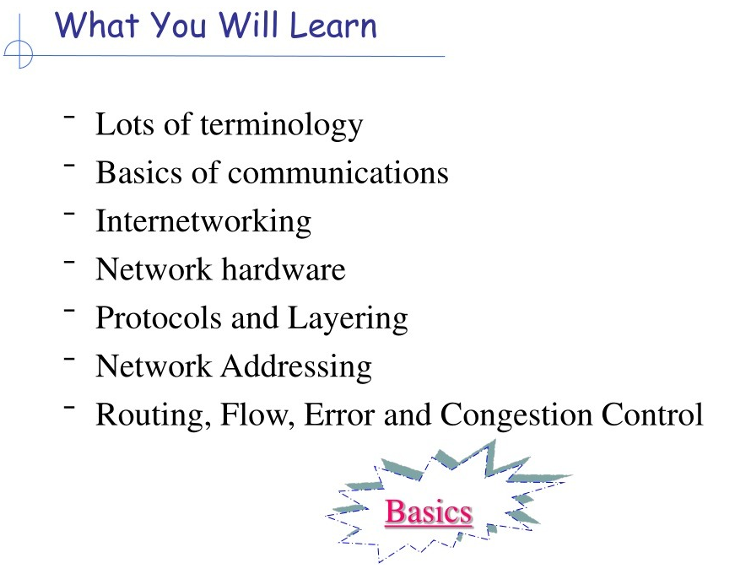 What You Will Learn
– Lots of terminology
– Basics of communications
– Internetworking
– Network hardware
– Protocols and Layering
– Network Addressing
– Routing, Flow, Error and Congestion Control
Basics